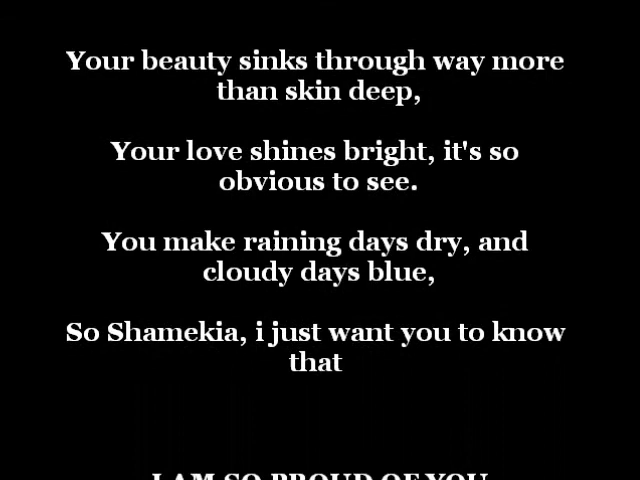 Your beauty sinks through way more
than skin deep,
Your love shines bright, it's so
obvious to see.
You make raining days dry, and
cloudy days blue,
So Shamekia, i just want you to know
that
I AM SO PROUD OF YOU